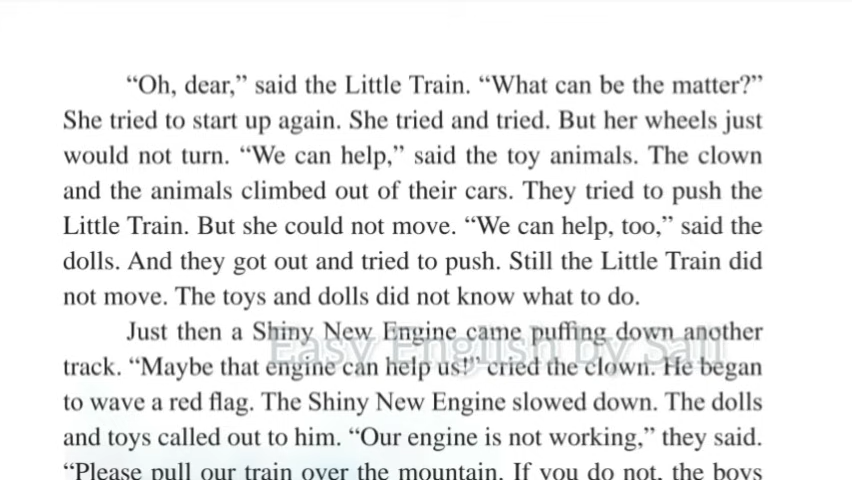 “Oh, dear,” said the Little Train. “What can be the matter?”
She tried to start up again. She tried and tried. But her wheels just
would not turn. “We can help,” said the toy animals. The clown
and the animals climbed out of their cars. They tried to push the
Little Train. But she could not move. “We can help, too,” said the
dolls. And they got out and tried to push. Still the Little Train did
not move. The toys and dolls did not know what to do.
Just then a Shiny New Engine came puffing down another
Easy English by Sail
track. “Maybe that engine can help us!” cried the clown. He began
to wave a red flag. The Shiny New Engine slowed down. The dolls
and toys called out to him. “Our engine is not working,” they said.
“Please pull our train over the mountain. If you do not, the boys